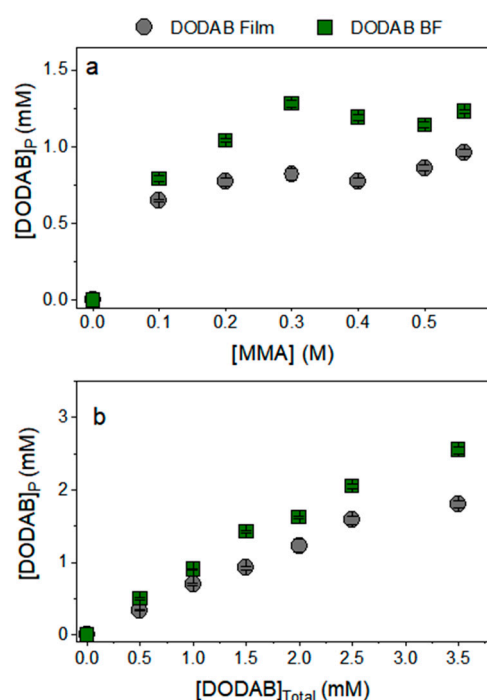 DODAB Film DODAB BF
a
[DODAB]P (mM)
1.5
1.0
0.5
0.0
0.0 0.1 0.2 0.3 0.4 0.5
[MMA] (M)
b
[DODAB]P (mM)
3
2
1
0
0.0 0.5 1.0 1.5 2.0 2.5 3.0 3.5
[DODAB]Total (mM)